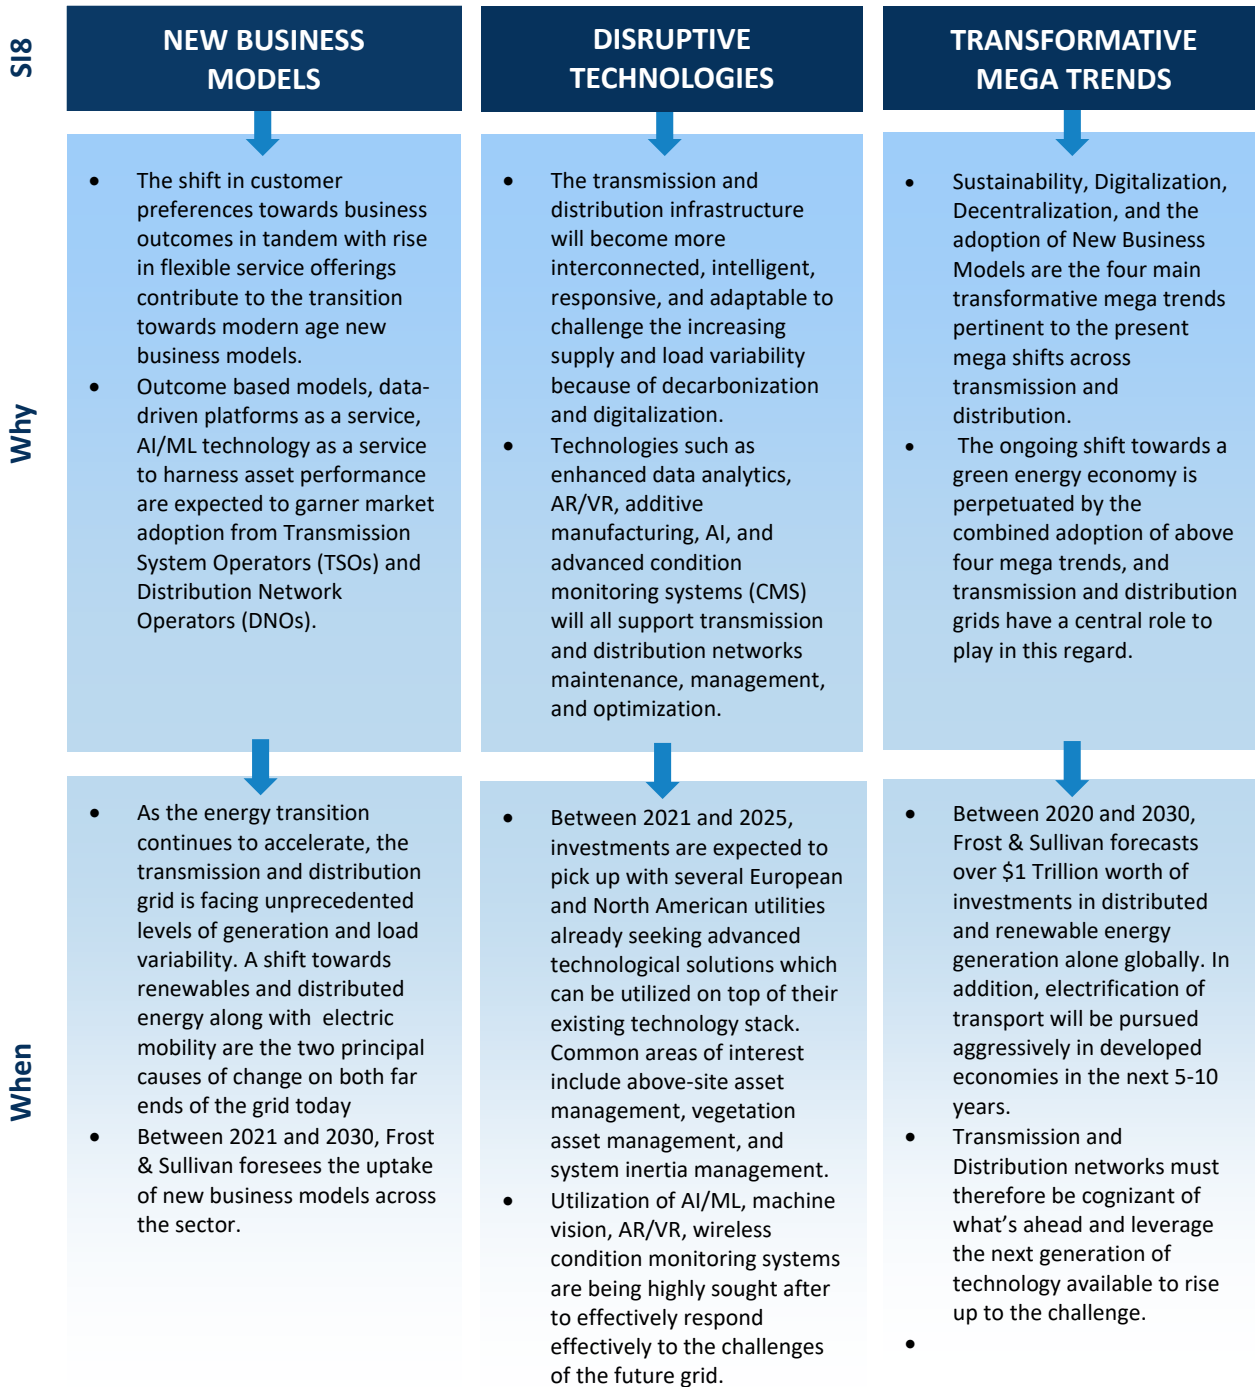 SI8
NEW BUSINESS
MODELS
DISRUPTIVE
TECHNOLOGIES
TRANSFORMATIVE
MEGA TRENDS
Why
• The shift in customer
preferences towards business
outcomes in tandem with rise
in flexible service offerings
contribute to the transition
towards modern age new
business models.
• Outcome based models, data-
driven platforms as a service,
AI/ML technology as a service
to harness asset performance
are expected to garner market
adoption from Transmission
System Operators (TSOs) and
Distribution Network
Operators (DNOs).
• The transmission and
distribution infrastructure
will become more
interconnected, intelligent,
responsive, and adaptable to
challenge the increasing
supply and load variability
because of decarbonization
and digitalization.
• Technologies such as
enhanced data analytics,
AR/VR, additive
manufacturing, AI, and
advanced condition
monitoring systems (CMS)
will all support transmission
and distribution networks
maintenance, management,
and optimization.
• Sustainability, Digitalization,
Decentralization, and the
adoption of New Business
Models are the four main
transformative mega trends
pertinent to the present
mega shifts across
transmission and
distribution.
• The ongoing shift towards a
green energy economy is
perpetuated by the
combined adoption of above
four mega trends, and
transmission and distribution
grids have a central role to
play in this regard.
When
• As the energy transition
continues to accelerate, the
transmission and distribution
grid is facing unprecedented
levels of generation and load
variability. A shift towards
renewables and distributed
energy along with electric
mobility are the two principal
causes of change on both far
ends of the grid today
• Between 2021 and 2030, Frost
& Sullivan foresees the uptake
of new business models across
the sector.
• Between 2021 and 2025,
investments are expected to
pick up with several European
and North American utilities
already seeking advanced
technological solutions which
can be utilized on top of their
existing technology stack.
Common areas of interest
include above-site asset
management, vegetation
asset management, and
system inertia management.
• Utilization of AI/ML, machine
vision, AR/VR, wireless
condition monitoring systems
are being highly sought after
to effectively respond
effectively to the challenges
of the future grid.
• Between 2020 and 2030,
Frost & Sullivan forecasts
over $1 Trillion worth of
investments in distributed
and renewable energy
generation alone globally. In
addition, electrification of
transport will be pursued
aggressively in developed
economies in the next 5-10
years.
• Transmission and
Distribution networks must
therefore be cognizant of
what’s ahead and leverage
the next generation of
technology available to rise
up to the challenge.
•